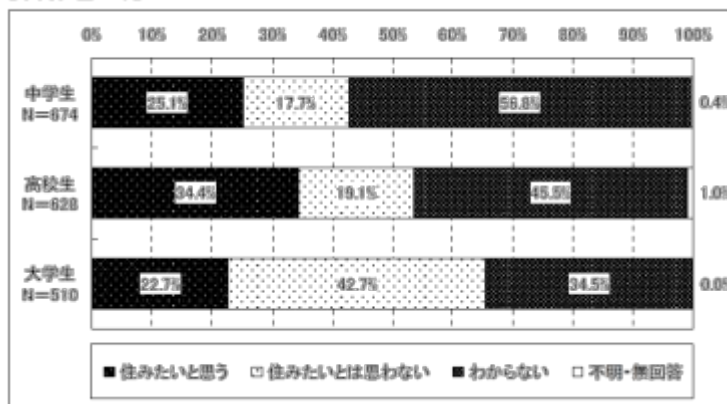 0% 10% 20% 30% 40% 50% 60% 70% 80% 90% 100%
中学生
N=674
25.1% 17.7% 56.8% 0.4%
高校生
N=628
34.4% 19.1% 45.5% 1.0%
大学生
N=510
22.7% 42.7% 34.5% 0.0%
■住みたいと思う □住みたいとは思わない ■わからない □不明・無回答